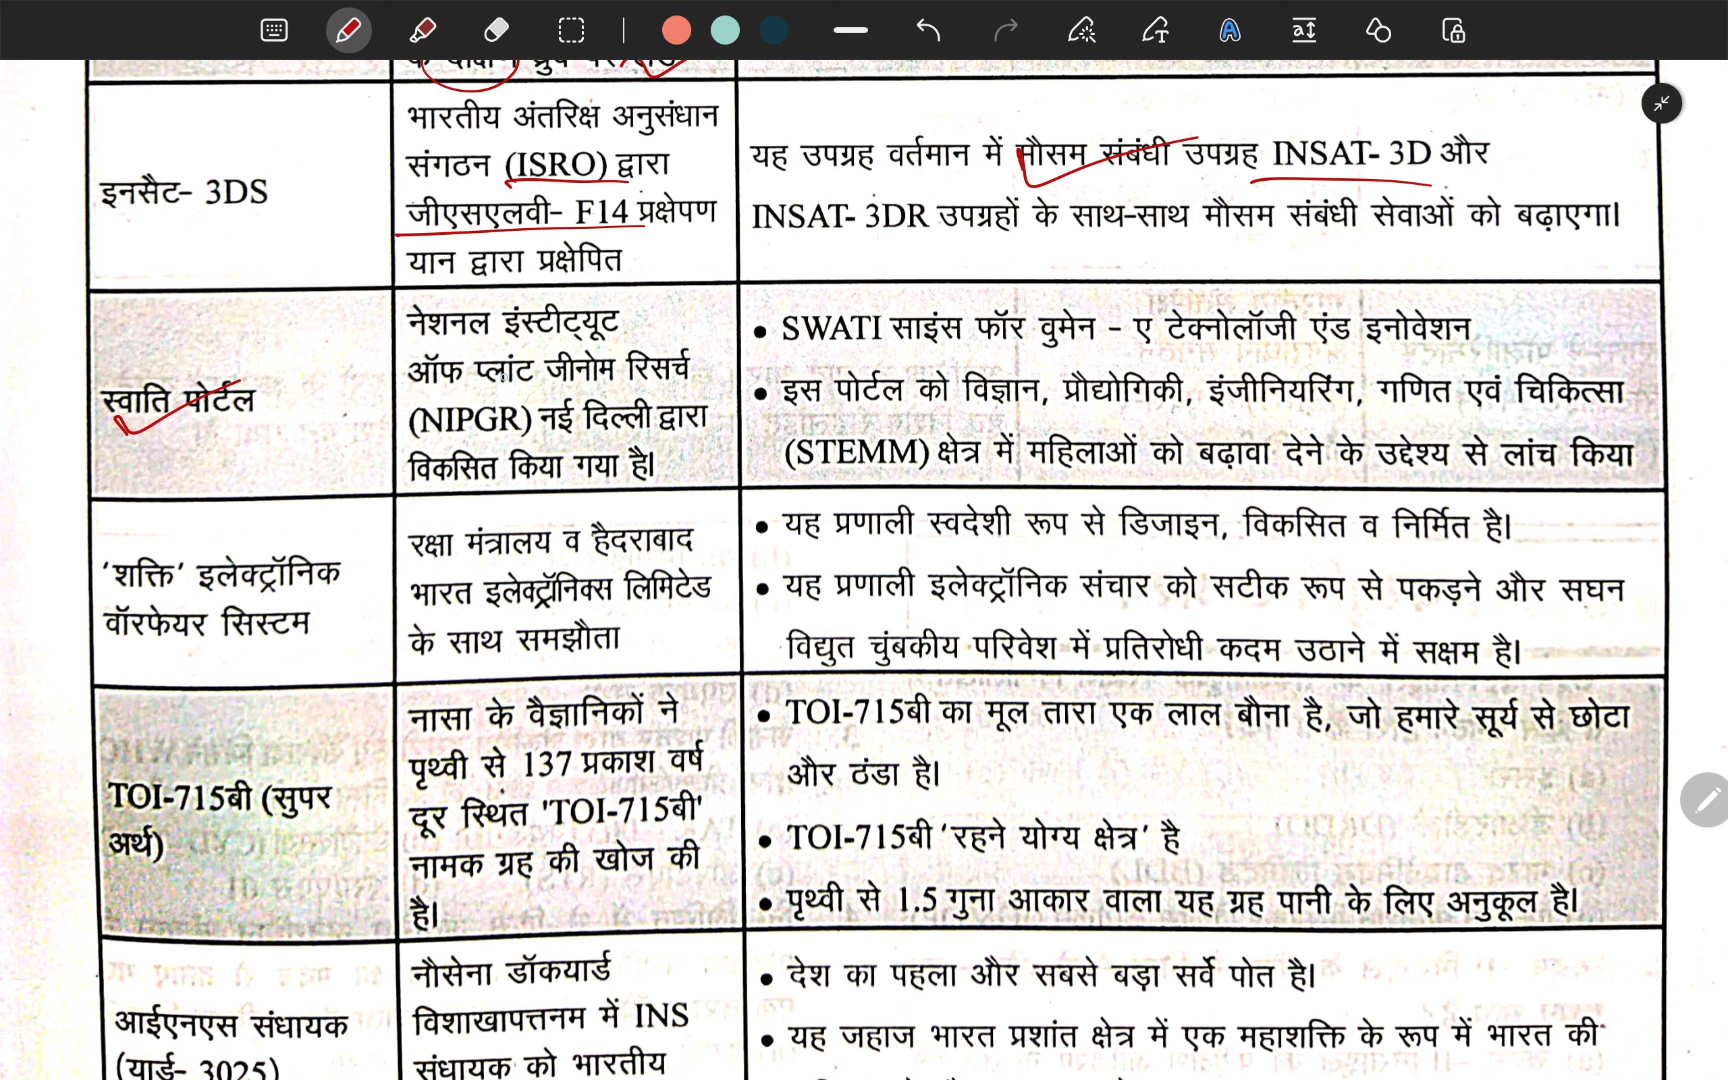 भारतीय अंतरिक्ष अनुसंधान
संगठन (ISRO) द्वारा
जीएसएलवी- F14 प्रक्षेपण
यान द्वारा प्रक्षेपित
इनसैट- 3DS
यह उपग्रह वर्तमान में मौसम संबंधी उपग्रह INSAT- 3D और
INSAT- 3DR उपग्रहों के साथ-साथ मौसम संबंधी सेवाओं को बढ़ाएगा।
स्वाति पोर्टल
नेशनल इंस्टीट्यूट
ऑफ प्लांट जीनोम रिसर्च
(NIPGR) नई दिल्ली द्वारा
विकसित किया गया है।
• SWATI साइंस फॉर वुमेन - ए टेक्नोलॉजी एंड इनोवेशन
• इस पोर्टल को विज्ञान, प्रौद्योगिकी, इंजीनियरिंग, गणित एवं चिकित्सा
(STEMM) क्षेत्र में महिलाओं को बढ़ावा देने के उद्देश्य से लांच किया
'शक्ति' इलेक्ट्रॉनिक
वॉरफेयर सिस्टम
रक्षा मंत्रालय व हैदराबाद
भारत इलेक्ट्रॉनिक्स लिमिटेड
के साथ समझौता
• यह प्रणाली स्वदेशी रूप से डिजाइन, विकसित व निर्मित है।
• यह प्रणाली इलेक्ट्रॉनिक संचार को सटीक रूप से पकड़ने और सघन
विद्युत चुंबकीय परिवेश में प्रतिरोधी कदम उठाने में सक्षम है।
TOI-715बी (सुपर
अर्थ)
नासा के वैज्ञानिकों ने
पृथ्वी से 137 प्रकाश वर्ष
दूर स्थित 'TOI-715बी'
नामक ग्रह की खोज की
है।
• TOI-715बी का मूल तारा एक लाल बौना है, जो हमारे सूर्य से छोटा
और ठंडा है।
• TOI-715बी 'रहने योग्य क्षेत्र' है
• पृथ्वी से 1.5 गुना आकार वाला यह ग्रह पानी के लिए अनुकूल है।
आईएनएस संधायक
(यार्ड- 3025)
नौसेना डॉकयार्ड
विशाखापत्तनम में INS
संधायक को भारतीय
• देश का पहला और सबसे बड़ा सर्वे पोत है।
• यह जहाज भारत प्रशांत क्षेत्र में एक महाशक्ति के रूप में भारत की